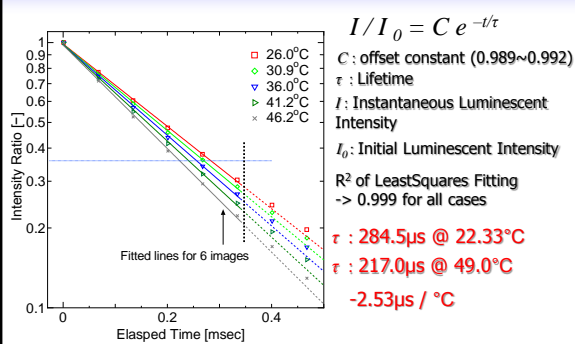 I/I0 = C e –t/τ
C : offset constant (0.989~0.992)
τ : Lifetime
I : Instantaneous Luminescent
Intensity
I0: Initial Luminescent Intensity
R2 of LeastSquares Fitting
-> 0.999 for all cases
τ : 284.5μs @ 22.33°C
τ : 217.0μs @ 49.0°C
-2.53μs / °C
Intensity Ratio [-]
1
0.9
0.8
0.7
0.6
0.5
0.4
0.3
0.2
0.1
26.0°C
30.9°C
36.0°C
41.2°C
46.2°C
Fitted lines for 6 images
0
0.2
0.4
Elasped Time [msec]